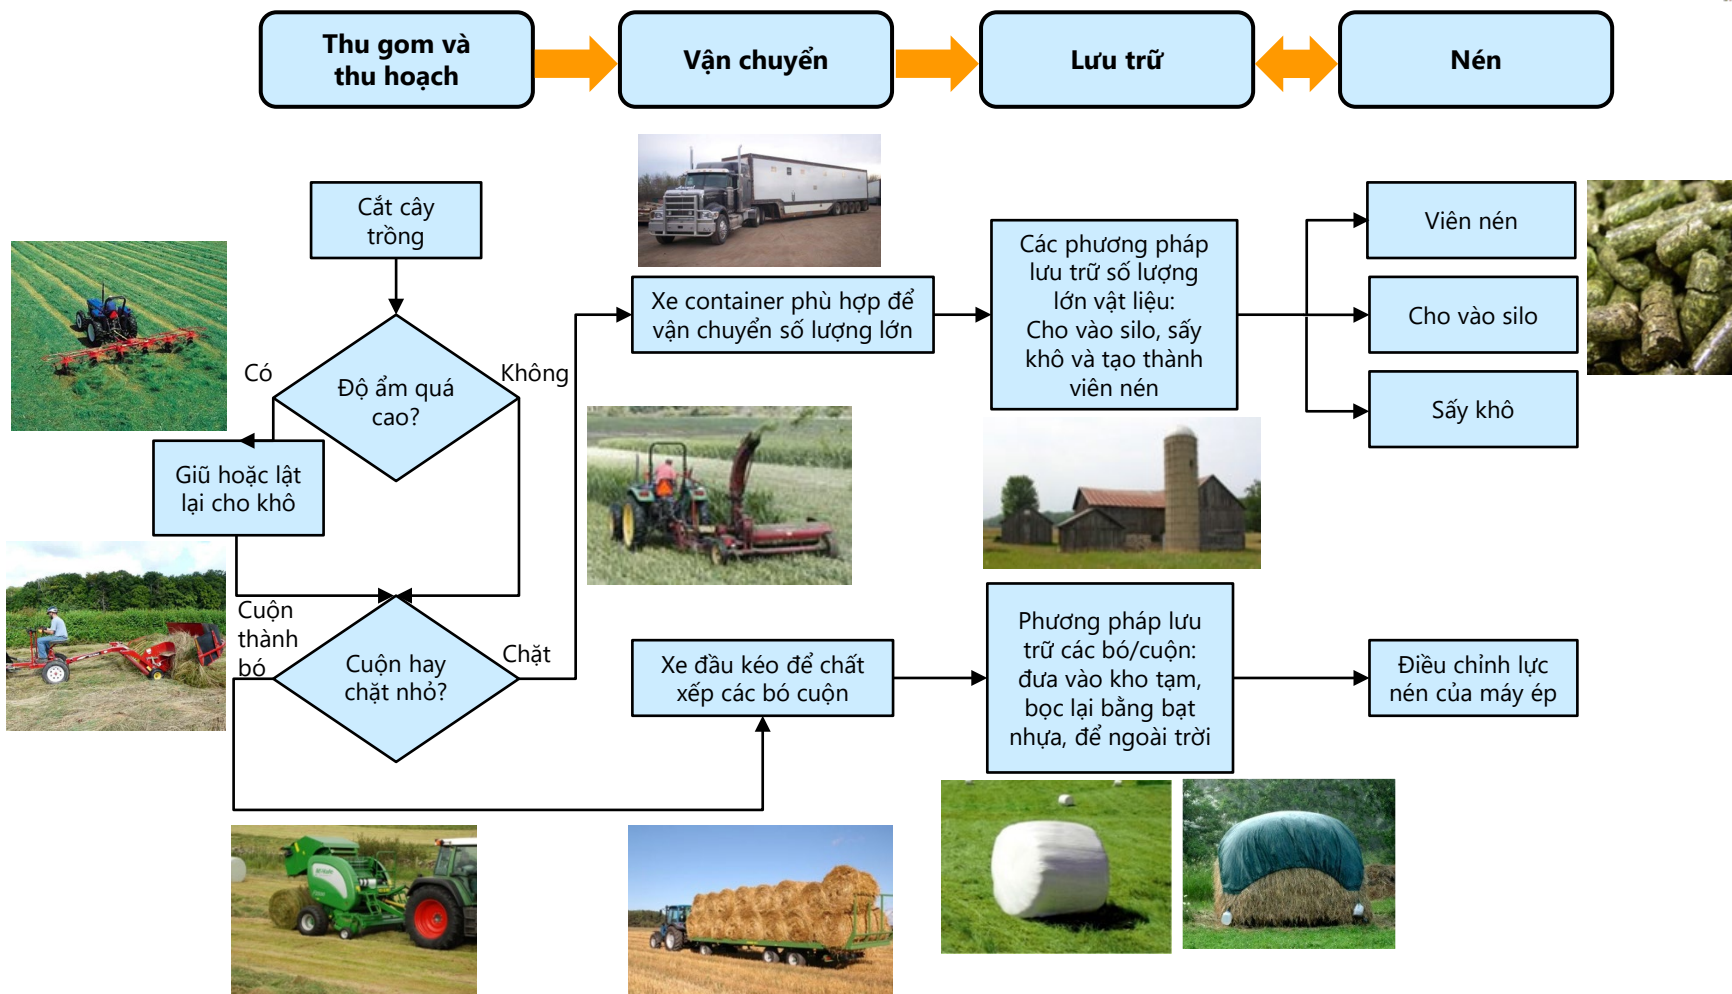 Thu gom và
thu hoạch
Vận chuyển
Lưu trữ
Nén
Cắt cây
trồng
Độ ẩm quá
cao?
Có
Không
Giũ hoặc lật
lại cho khô
Cuộn hay
chặt nhỏ?
Cuộn
thành
bó
Chặt
Xe container phù hợp để
vận chuyển số lượng lớn
Xe đầu kéo để chất
xếp các bó cuộn
Các phương pháp
lưu trữ số lượng
lớn vật liệu:
Cho vào silo, sấy
khô và tạo thành
viên nén
Phương pháp lưu
trữ các bó/cuộn:
đưa vào kho tạm,
bọc lại bằng bạt
nhựa, để ngoài trời
Viên nén
Cho vào silo
Sấy khô
Điều chỉnh lực
nén của máy ép